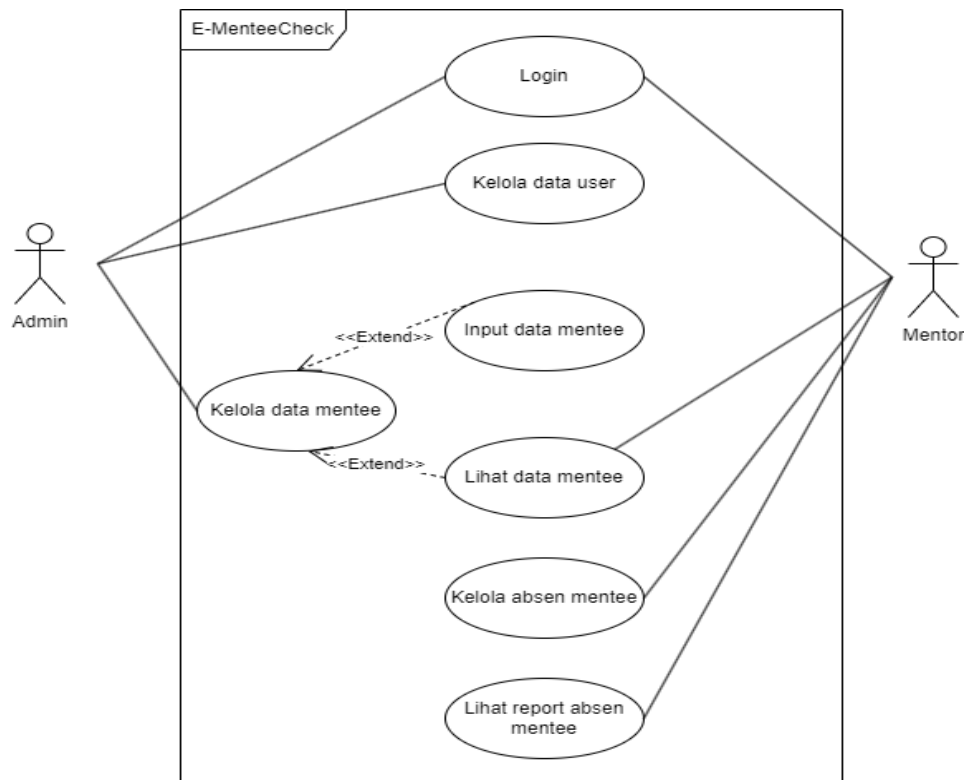 E-MenteeCheck
Login
Kelola data user
Admin
Input data mentee
Mentor
<<Extend>>
Kelola data mentee
<<Extend>>
Lihat data mentee
Kelola absen mentee
Lihat report absen
mentee